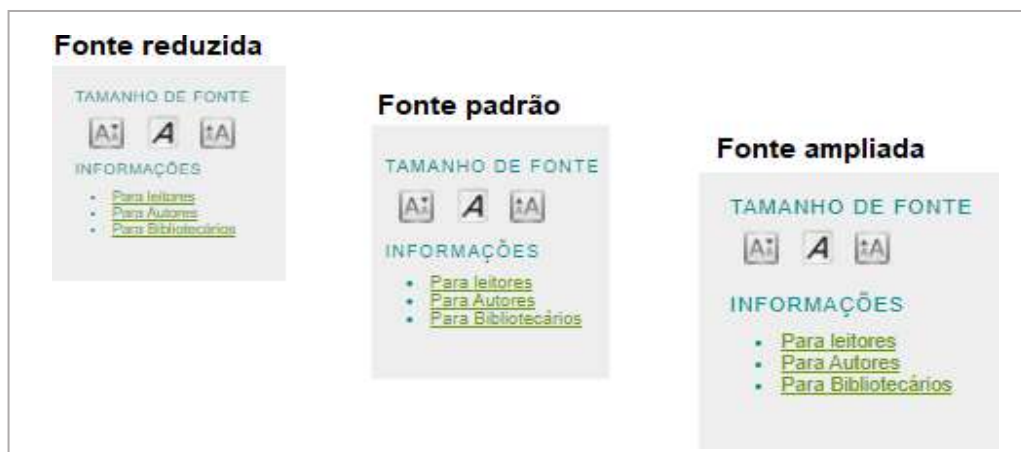 Fonte reduzida
TAMANHO DE FONTE
A A
A
A A
INFORMAÇÕES
Para leitores
Para Autores
Para Bibliotecários
Fonte padrão
TAMANHO DE FONTE
A A
A
A A
INFORMAÇÕES
Para leitores
Para Autores
Para Bibliotecários
Fonte ampliada
TAMANHO DE FONTE
A A
A
A A
INFORMAÇÕES
Para leitores
Para Autores
Para Bibliotecários